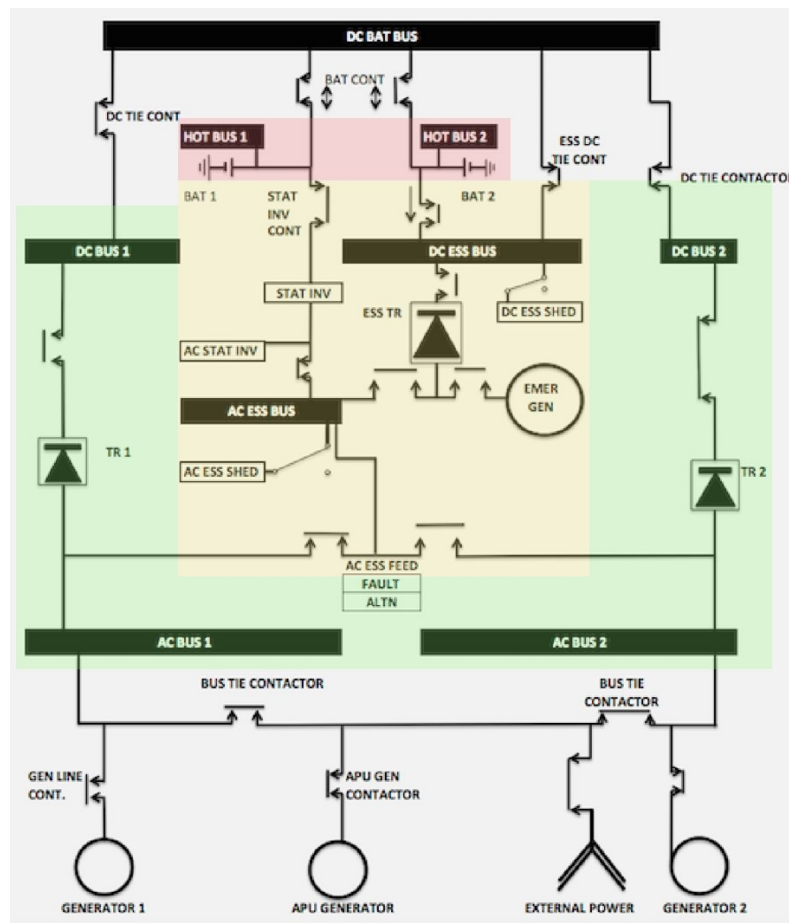 DC BAT BUS
BAT CONT
DC TIE CONT
HOT BUS 1
HOT BUS 2
ESS DC
TIE CONT
DC TIE CONTACTOR
BAT 1
STAT
INV
CONT
BAT 2
DC BUS 1
DC ESS BUS
DC BUS 2
STAT INV
ESS TR
DC ESS SHED
AC STAT INV
EMER
GEN
AC ESS BUS
TR 1
AC ESS SHED
TR 2
AC ESS FEED
FAULT
ALTN
AC BUS 1
AC BUS 2
BUS TIE CONTACTOR
BUS TIE
CONTACTOR
GEN LINE
CONT.
APU GEN
CONTACTOR
GENERATOR 1
APU GENERATOR
EXTERNAL POWER
GENERATOR 2